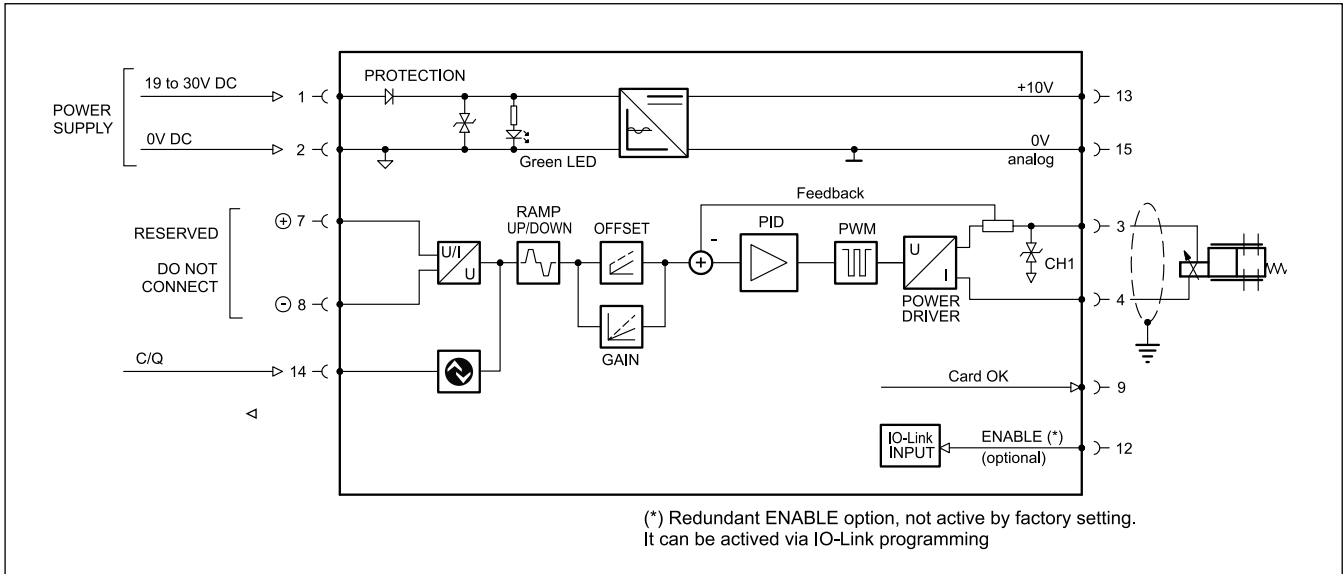 POWER
SUPPLY
19 to 30V DC
1
0V DC
2
PROTECTION
Green LED
+10V
13
0V
analog
15
RESERVED
DO NOT
CONNECT
+ 7
- 8
C/Q
14
U/I
U
RAMP
UP/DOWN
OFFSET
GAIN
+
-
Feedback
PID
PWM
U
I
POWER
DRIVER
CH1
3
4
Card OK
9
IO-Link
INPUT
ENABLE (*)
(optional)
12
(*) Redundant ENABLE option, not active by factory setting.
It can be actived via IO-Link programming